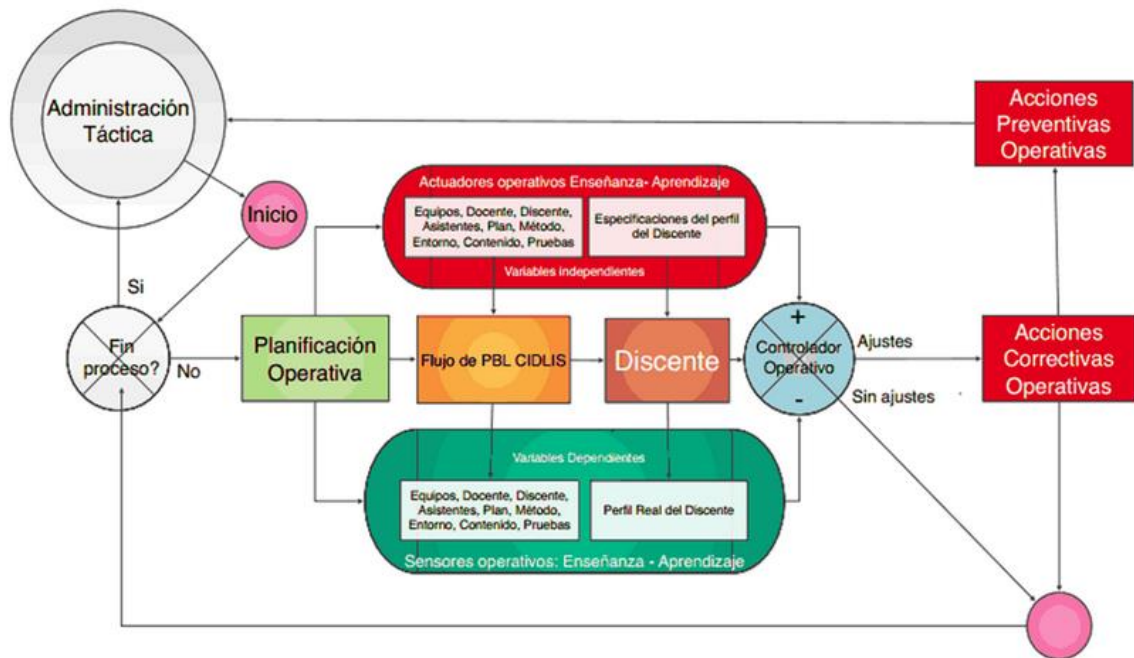 Administración
Táctica
Acciones
Preventivas
Operativas
Inicio
Actuadores operativos Enseñanza- Aprendizaje
Equipos, Docente, Discente,
Asistentes, Plan, Método,
Entorno, Contenido, Pruebas
Especificaciones del perfil
del Discente
Variables independientes
Si
Fin
proceso?
No
Planificación
Operativa
Flujo de PBL CIDLIS
Discente
+
Controlador
Operativo
-
Ajustes
Sin ajustes
Acciones
Correctivas
Operativas
Variables Dependientes
Equipos, Docente, Discente,
Asistentes, Plan, Método,
Entorno, Contenido, Pruebas
Perfil Real del Discente
Sensores operativos: Enseñanza - Aprendizaje